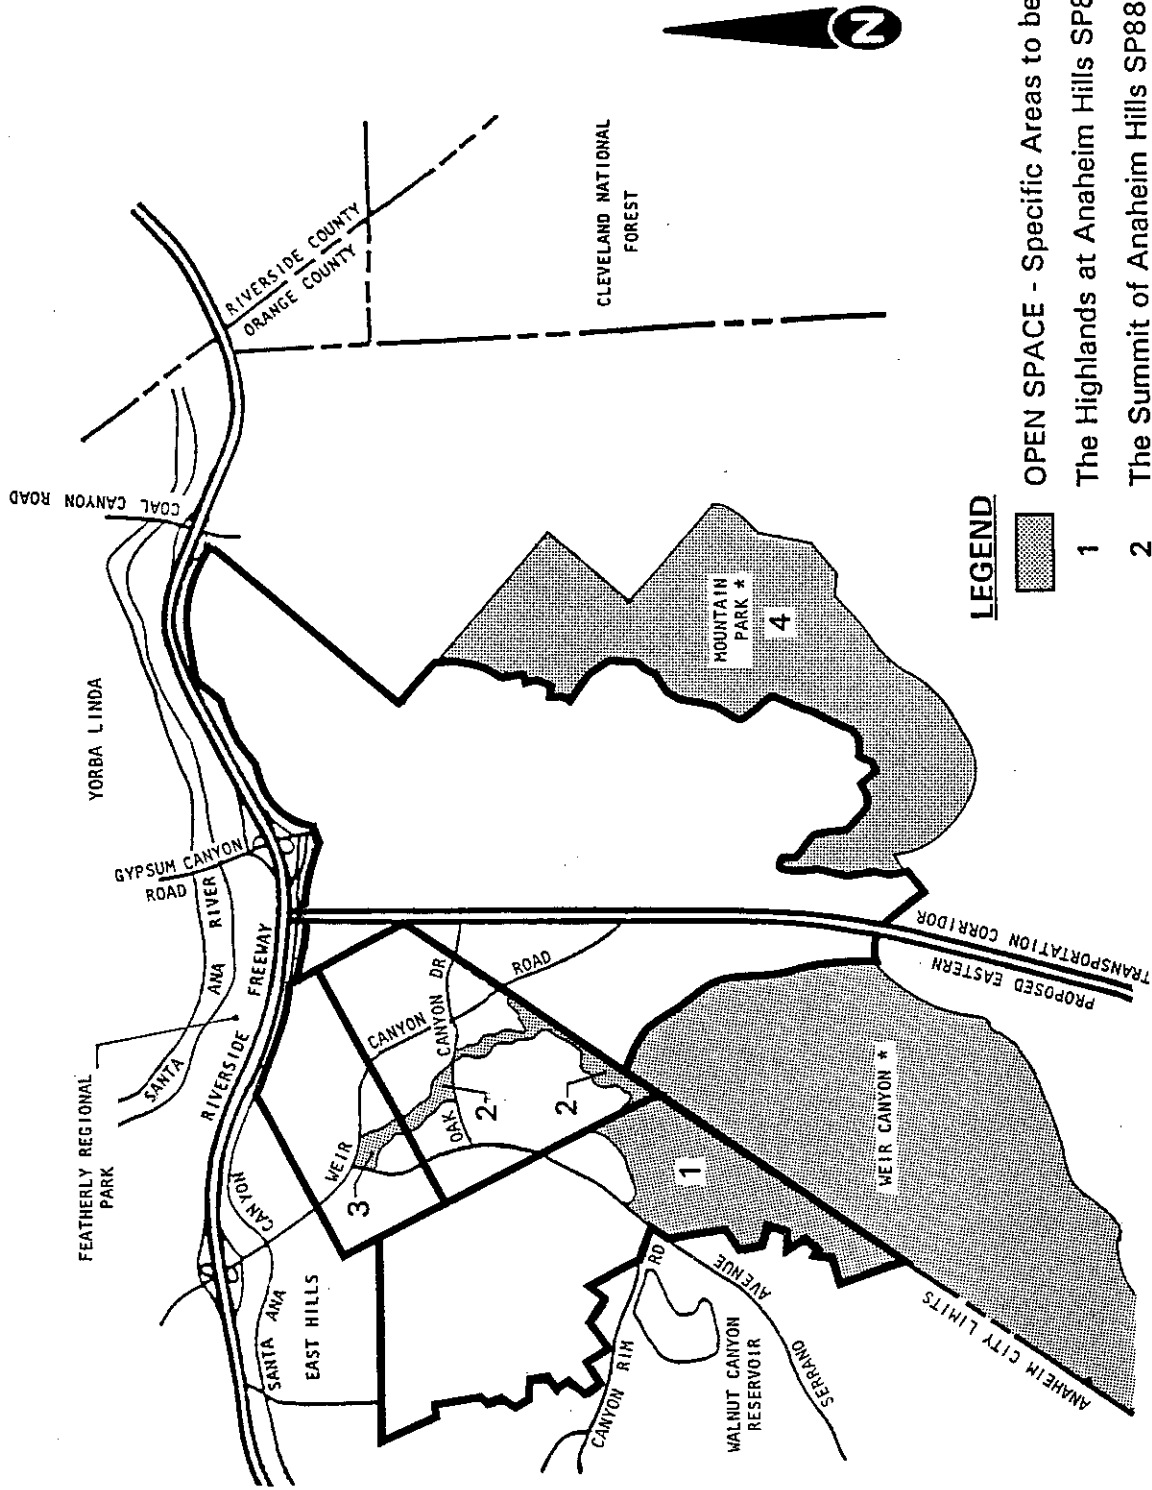 N
RIVERSIDE COUNTY
ORANGE COUNTY
CLEVELAND NATIONAL
FOREST
COAL CANYON ROAD
YORBA LINDA
GYPSUM CANYON
ROAD
MOUNTAIN
PARK *
4
FEATHERLY REGIONAL
PARK
SANTA ANA RIVER
RIVERSIDE FREEWAY
SANTA ANA CANYON
EAST HILLS
WEIR CANYON ROAD
OAK CANYON DR
3
2
2
1
WEIR CANYON *
PROPOSED EASTERN
TRANSPORTATION CORRIDOR
CANYON RIM RD
WALNUT CANYON
RESERVOIR
SERRANO AVENUE
ANAHEIM CITY LIMITS
LEGEND
OPEN SPACE - Specific Areas to be
1 The Highlands at Anaheim Hills
2 The Summit of Anaheim Hills SP88